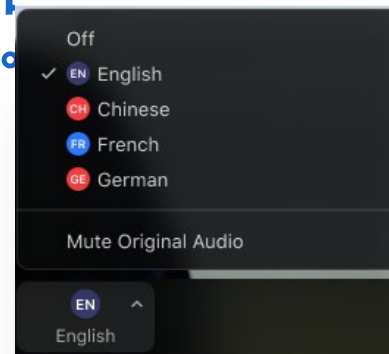 Off
✓ EN English
CH Chinese
FR French
GE German
Mute Original Audio
EN
English